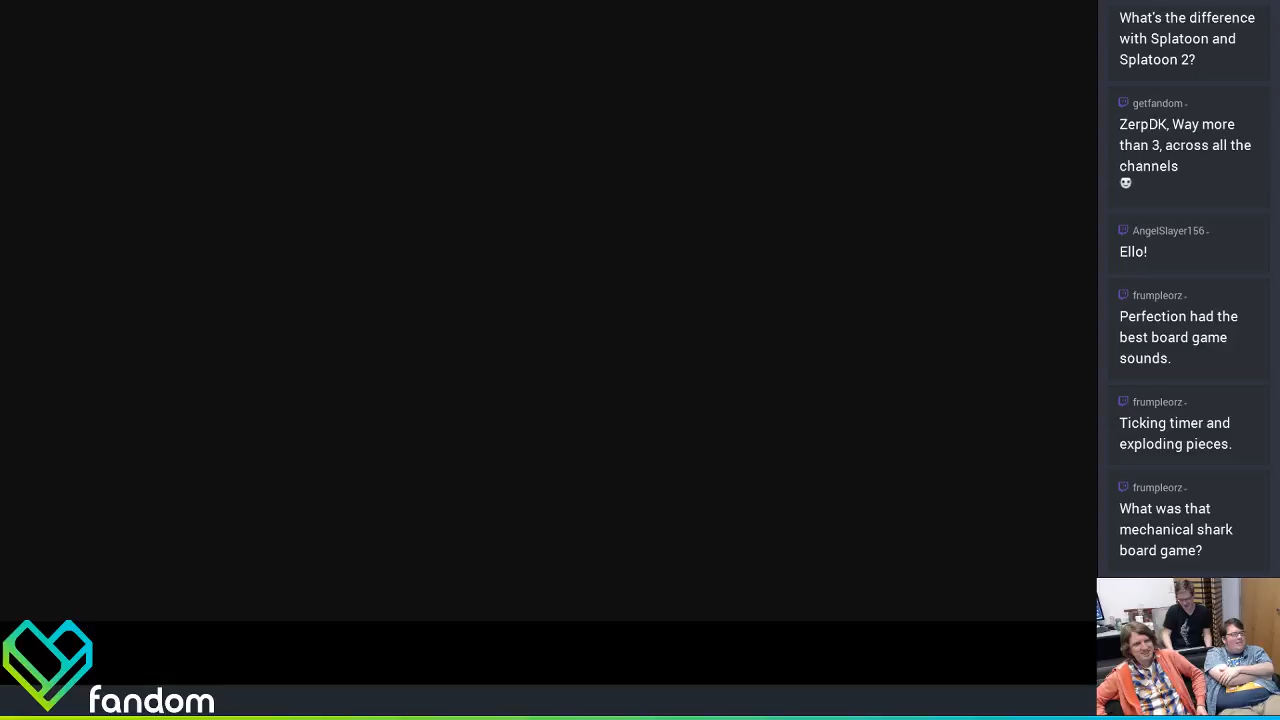 What's the difference
with Splatoon and
Splatoon 2?
getfandom -
ZerpDK, Way more
than 3, across all the
channels
AngelSlayer156 -
Ello!
frumpleorz -
Perfection had the
best board game
sounds.
frumpleorz -
Ticking timer and
exploding pieces.
frumpleorz -
What was that
mechanical shark
board game?
fandom